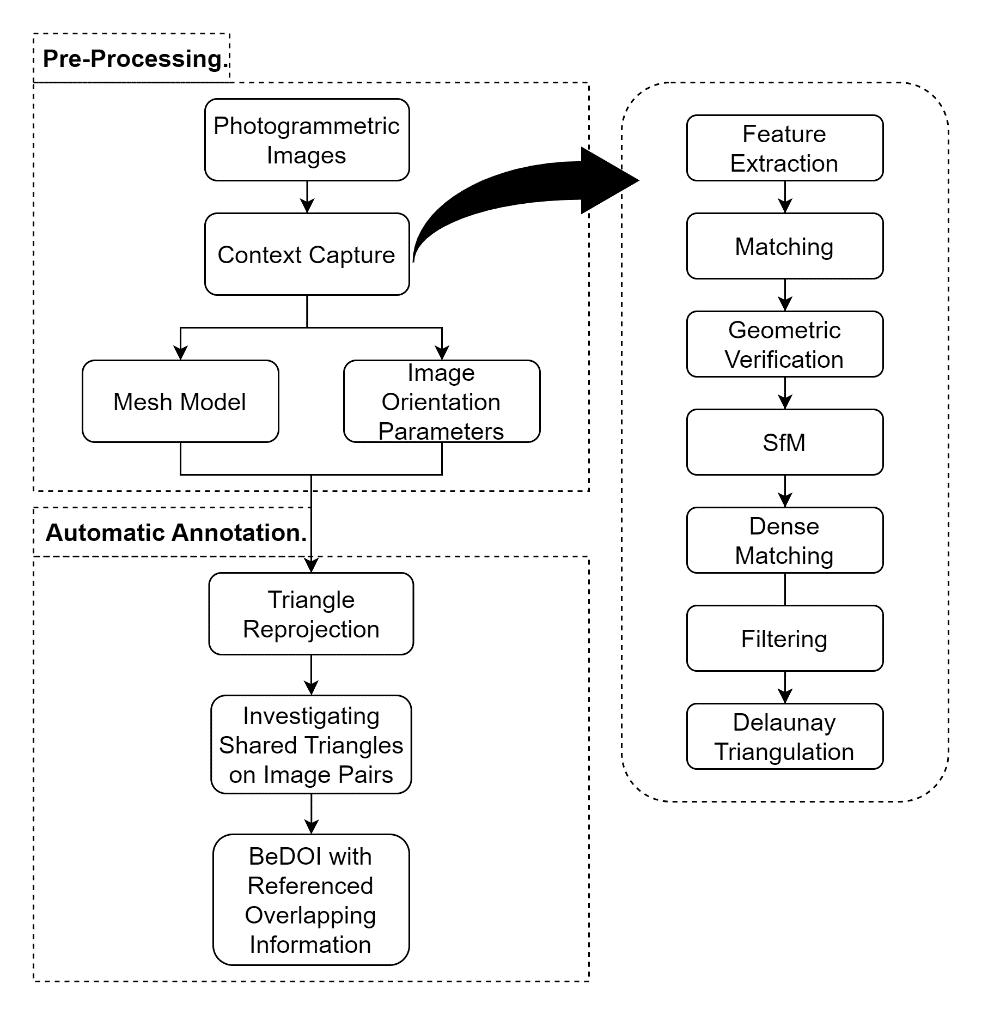 Pre-Processing.
Photogrammetric
Images
Context Capture
Mesh Model
Image
Orientation
Parameters
Automatic Annotation.
Triangle
Reprojection
Investigating
Shared Triangles
on Image Pairs
BeDOI with
Referenced
Overlapping
Information
Feature
Extraction
Matching
Geometric
Verification
SfM
Dense
Matching
Filtering
Delaunay
Triangulation